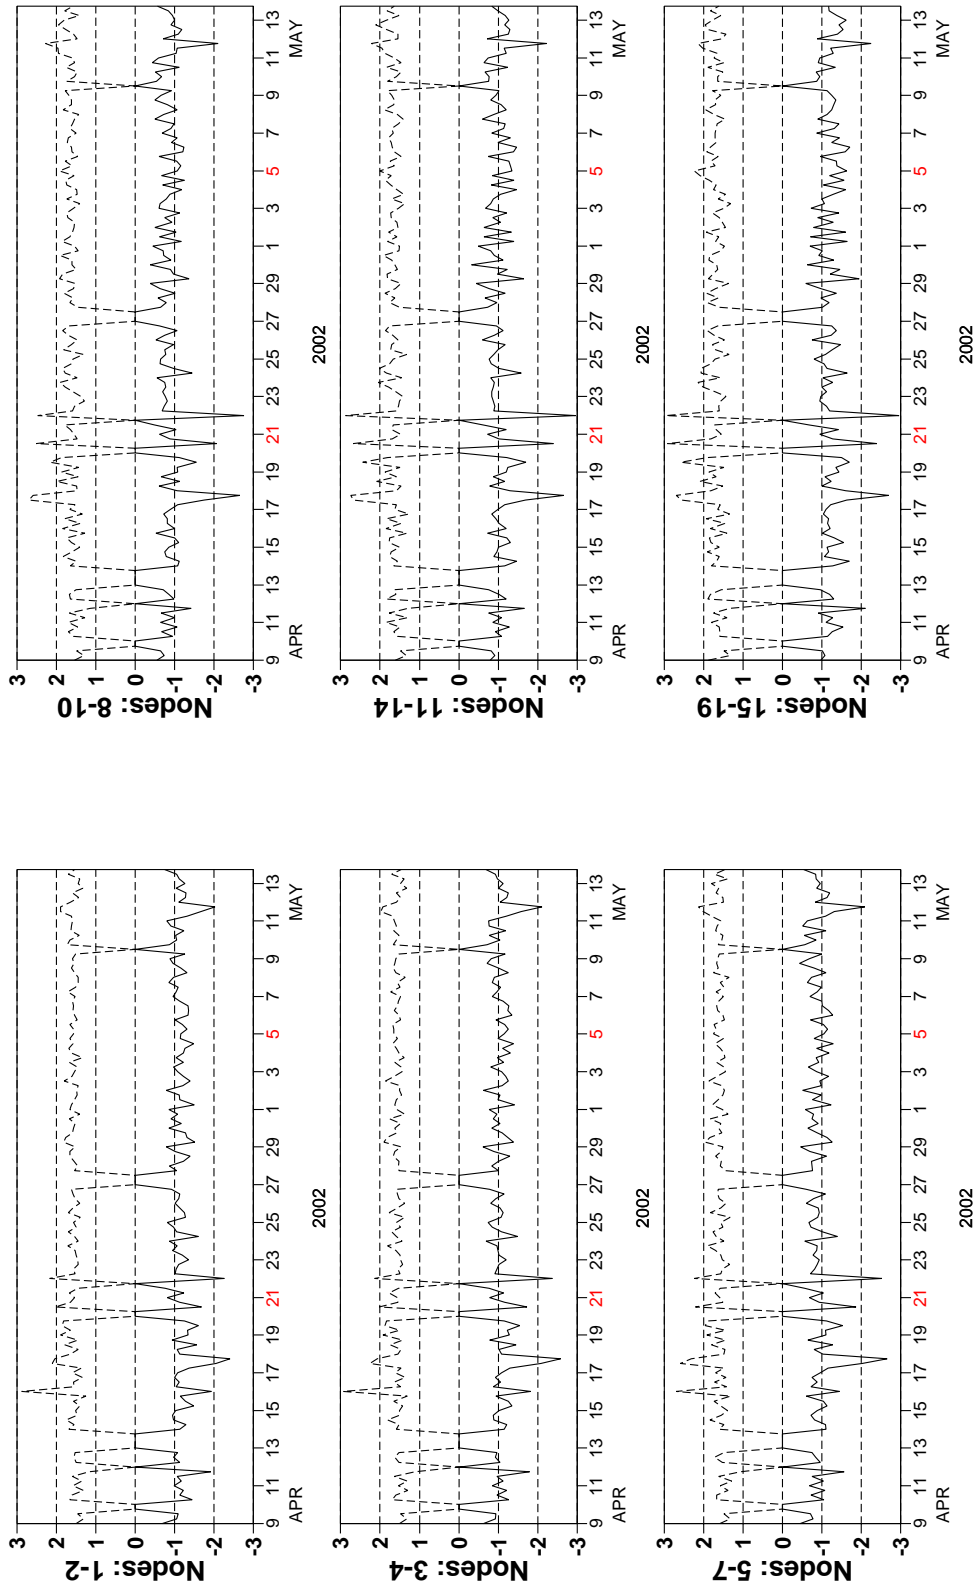 Nodes: 1-2
3
2
1
0
-1
-2
-3
9 11 13 15 17 19 21 23 25 27 29 1 3 5 7 9 11 13
APR MAY
2002
Nodes: 8-10
3
2
1
0
-1
-2
-3
9 11 13 15 17 19 21 23 25 27 29 1 3 5 7 9 11 13
APR MAY
2002
Nodes: 3-4
3
2
1
0
-1
-2
-3
9 11 13 15 17 19 21 23 25 27 29 1 3 5 7 9 11 13
APR MAY
2002
Nodes: 11-14
3
2
1
0
-1
-2
-3
9 11 13 15 17 19 21 23 25 27 29 1 3 5 7 9 11 13
APR MAY
2002
Nodes: 5-7
3
2
1
0
-1
-2
-3
9 11 13 15 17 19 21 23 25 27 29 1 3 5 7 9 11 13
APR MAY
2002
Nodes: 15-19
3
2
1
0
-1
-2
-3
9 11 13 15 17 19 21 23 25 27 29 1 3 5 7 9 11 13
APR MAY
2002